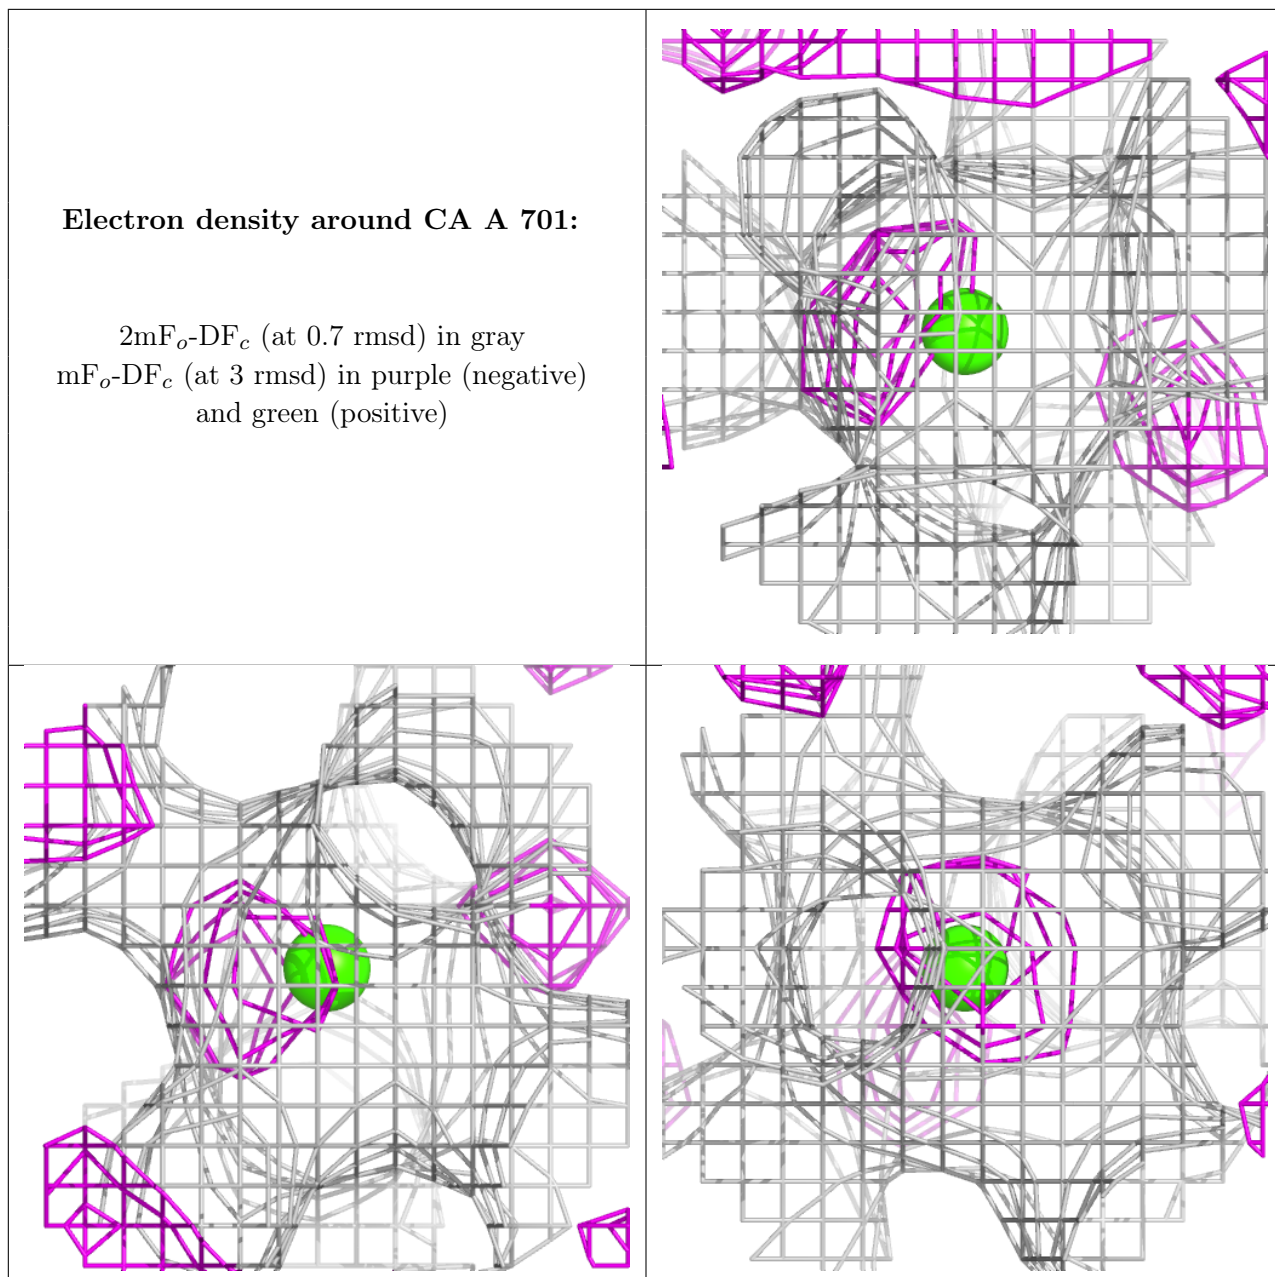 Electron density around CA A 701:
2mFo-DFc (at 0.7 rmsd) in gray
mFo-DFc (at 3 rmsd) in purple (negative)
and green (positive)